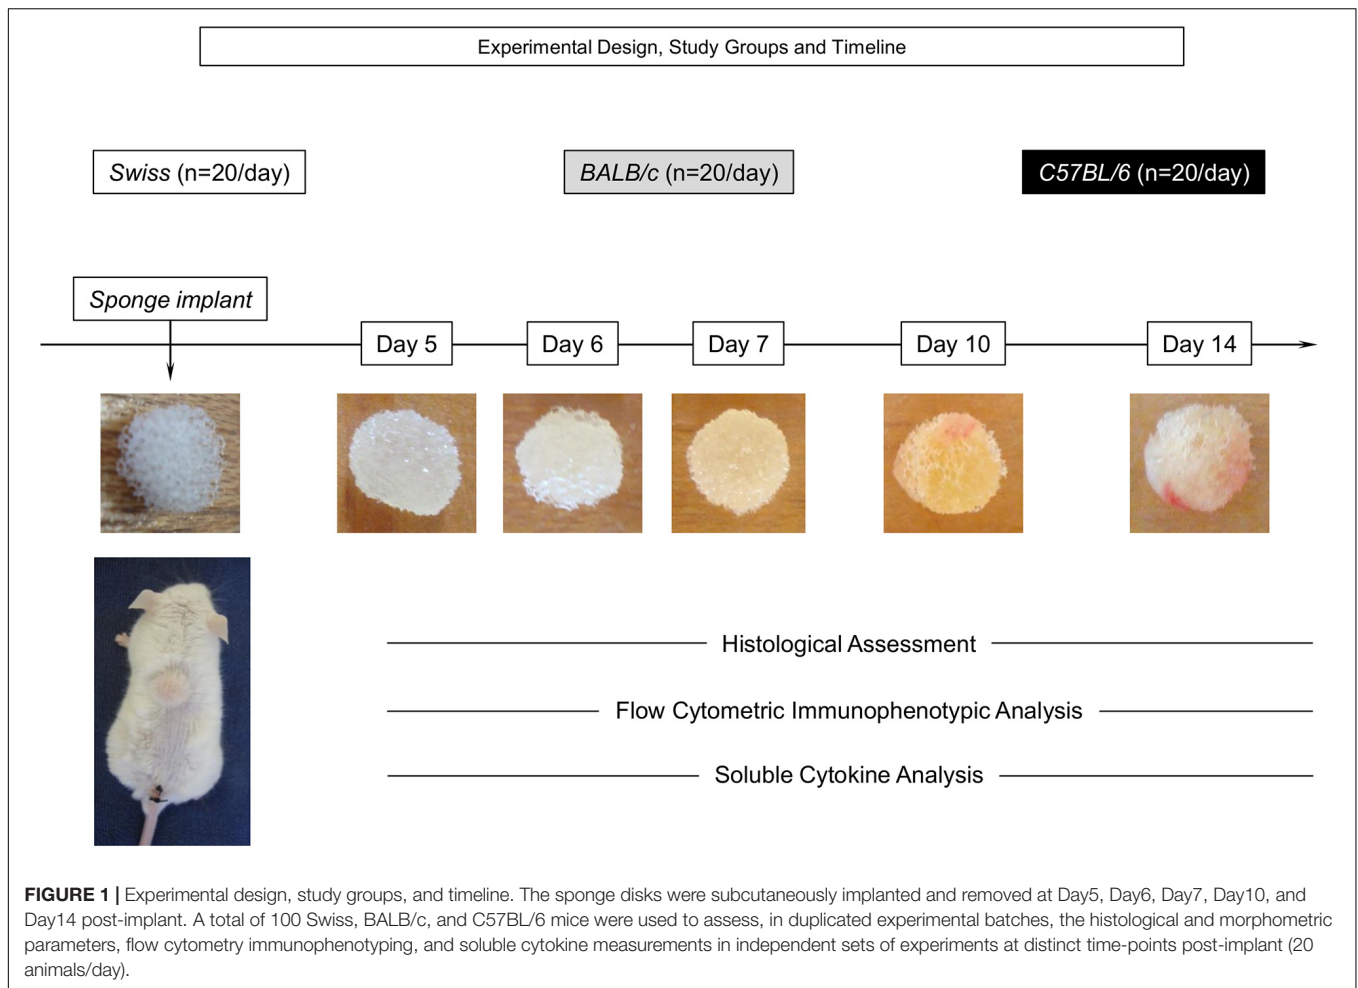 Experimental Design, Study Groups and Timeline
Swiss (n=20/day)
BALB/c (n=20/day)
C57BL/6 (n=20/day)
Sponge implant
Day 5
Day 6
Day 7
Day 10
Day 14
Histological Assessment
Flow Cytometric Immunophenotypic Analysis
Soluble Cytokine Analysis
FIGURE 1 | Experimental design, study groups, and timeline. The sponge disks were subcutaneously implanted and removed at Day5, Day6, Day7, Day10, and
Day14 post-implant. A total of 100 Swiss, BALB/c, and C57BL/6 mice were used to assess, in duplicated experimental batches, the histological and morphometric
parameters, flow cytometry immunophenotyping, and soluble cytokine measurements in independent sets of experiments at distinct time-points post-implant (20
animals/day).